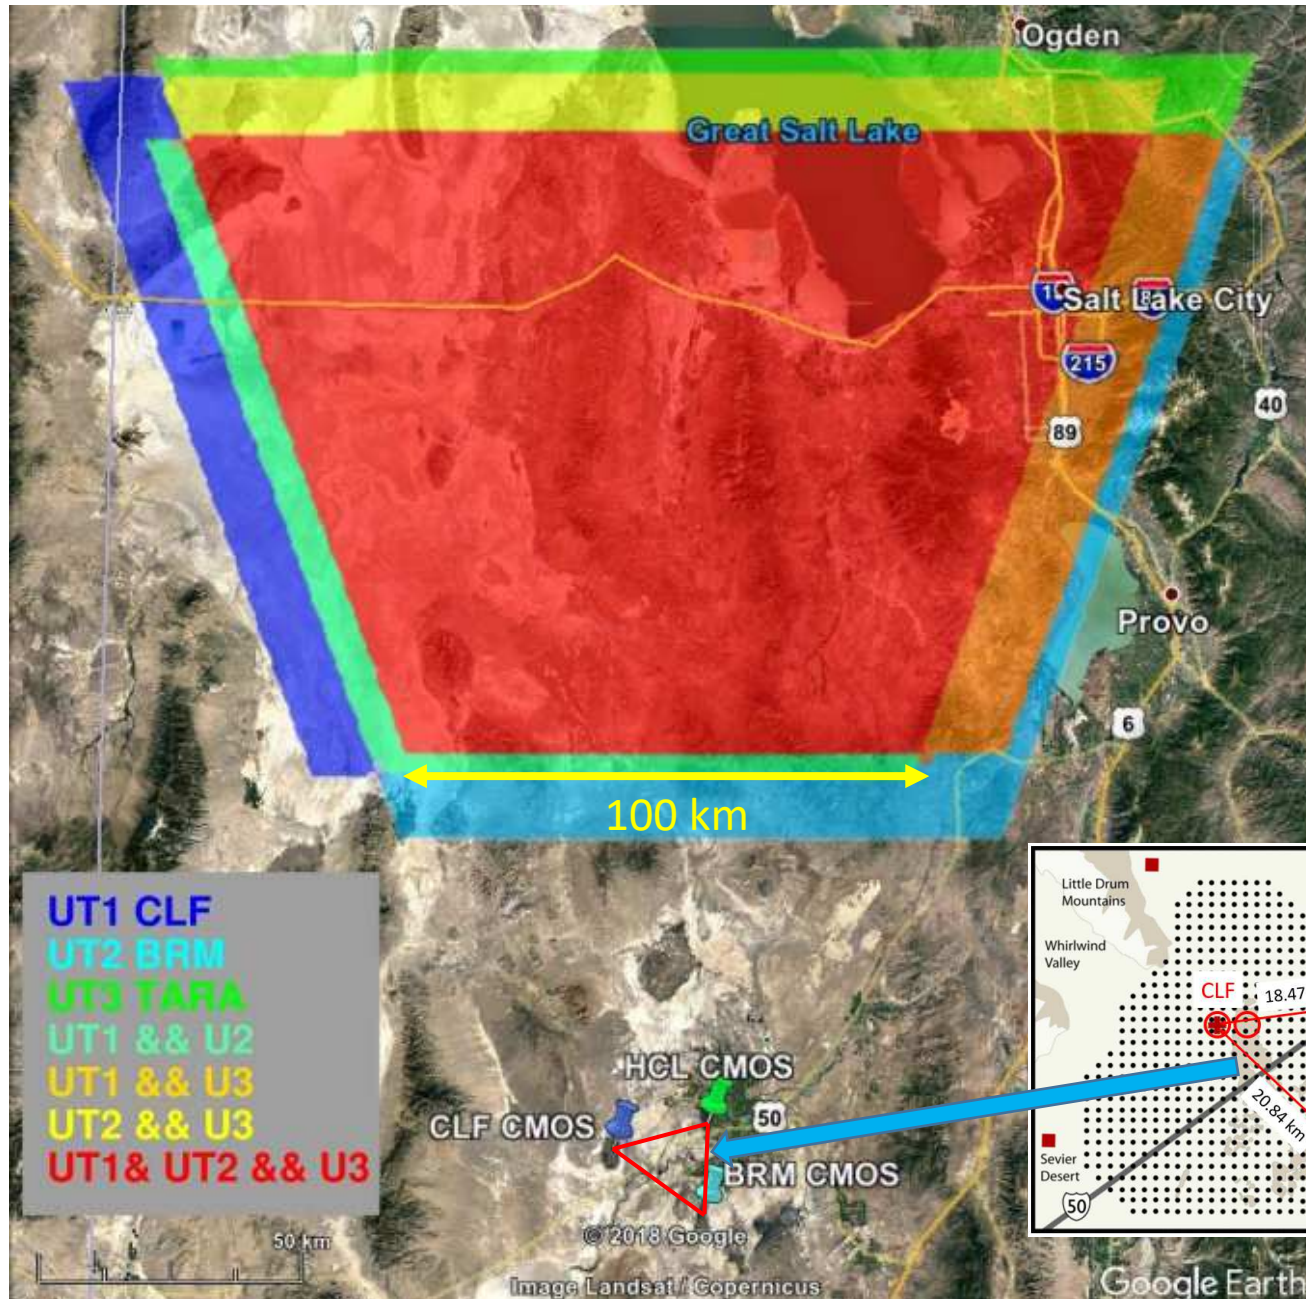 Ogden
Great Salt Lake
Salt Lake City
215
40
89
Provo
6
100 km
UT1 CLF
UT2 BRM
UT3 TARA
UT1 && U2
UT1 && U3
UT2 && U3
UT1& UT2 && U3
Little Drum
Mountains
Whirlwind
Valley
CLF
18.47
20.84 km
Sevier
Desert
50
HCL CMOS
50
CLF CMOS
BRM CMOS
© 2018 Google
50 km
Image Landsat / Copernicus
Google Earth